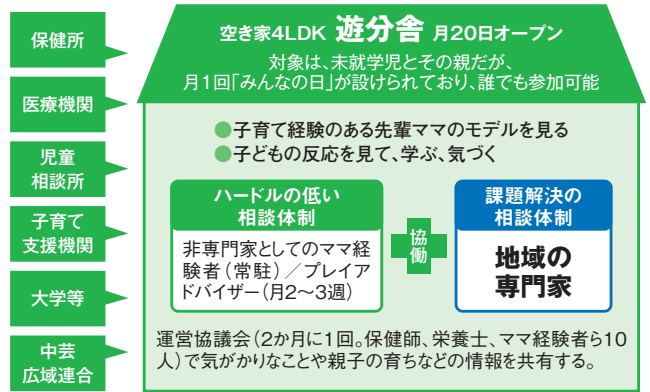 保健所
医療機関
児童
相談所
子育て
支援機関
大学等
中芸
広域連合
空き家4LDK 遊分舎 月20日オープン
対象は、未就学児とその親だが、
月1回「みんなの日」が設けられており、誰でも参加可能
●子育て経験のある先輩ママのモデルを見る
●子どもの反応を見て、学ぶ、気づく
ハードルの低い
相談体制
非専門家としてのママ経
験者（常駐）／プレイア
ドバイザー（月2〜3週）
協働
課題解決の
相談体制
地域の
専門家
運営協議会（2か月に1回。保健師、栄養士、ママ経験者ら10
人）で気がかりなことや親子の育ちなどの情報を共有する。